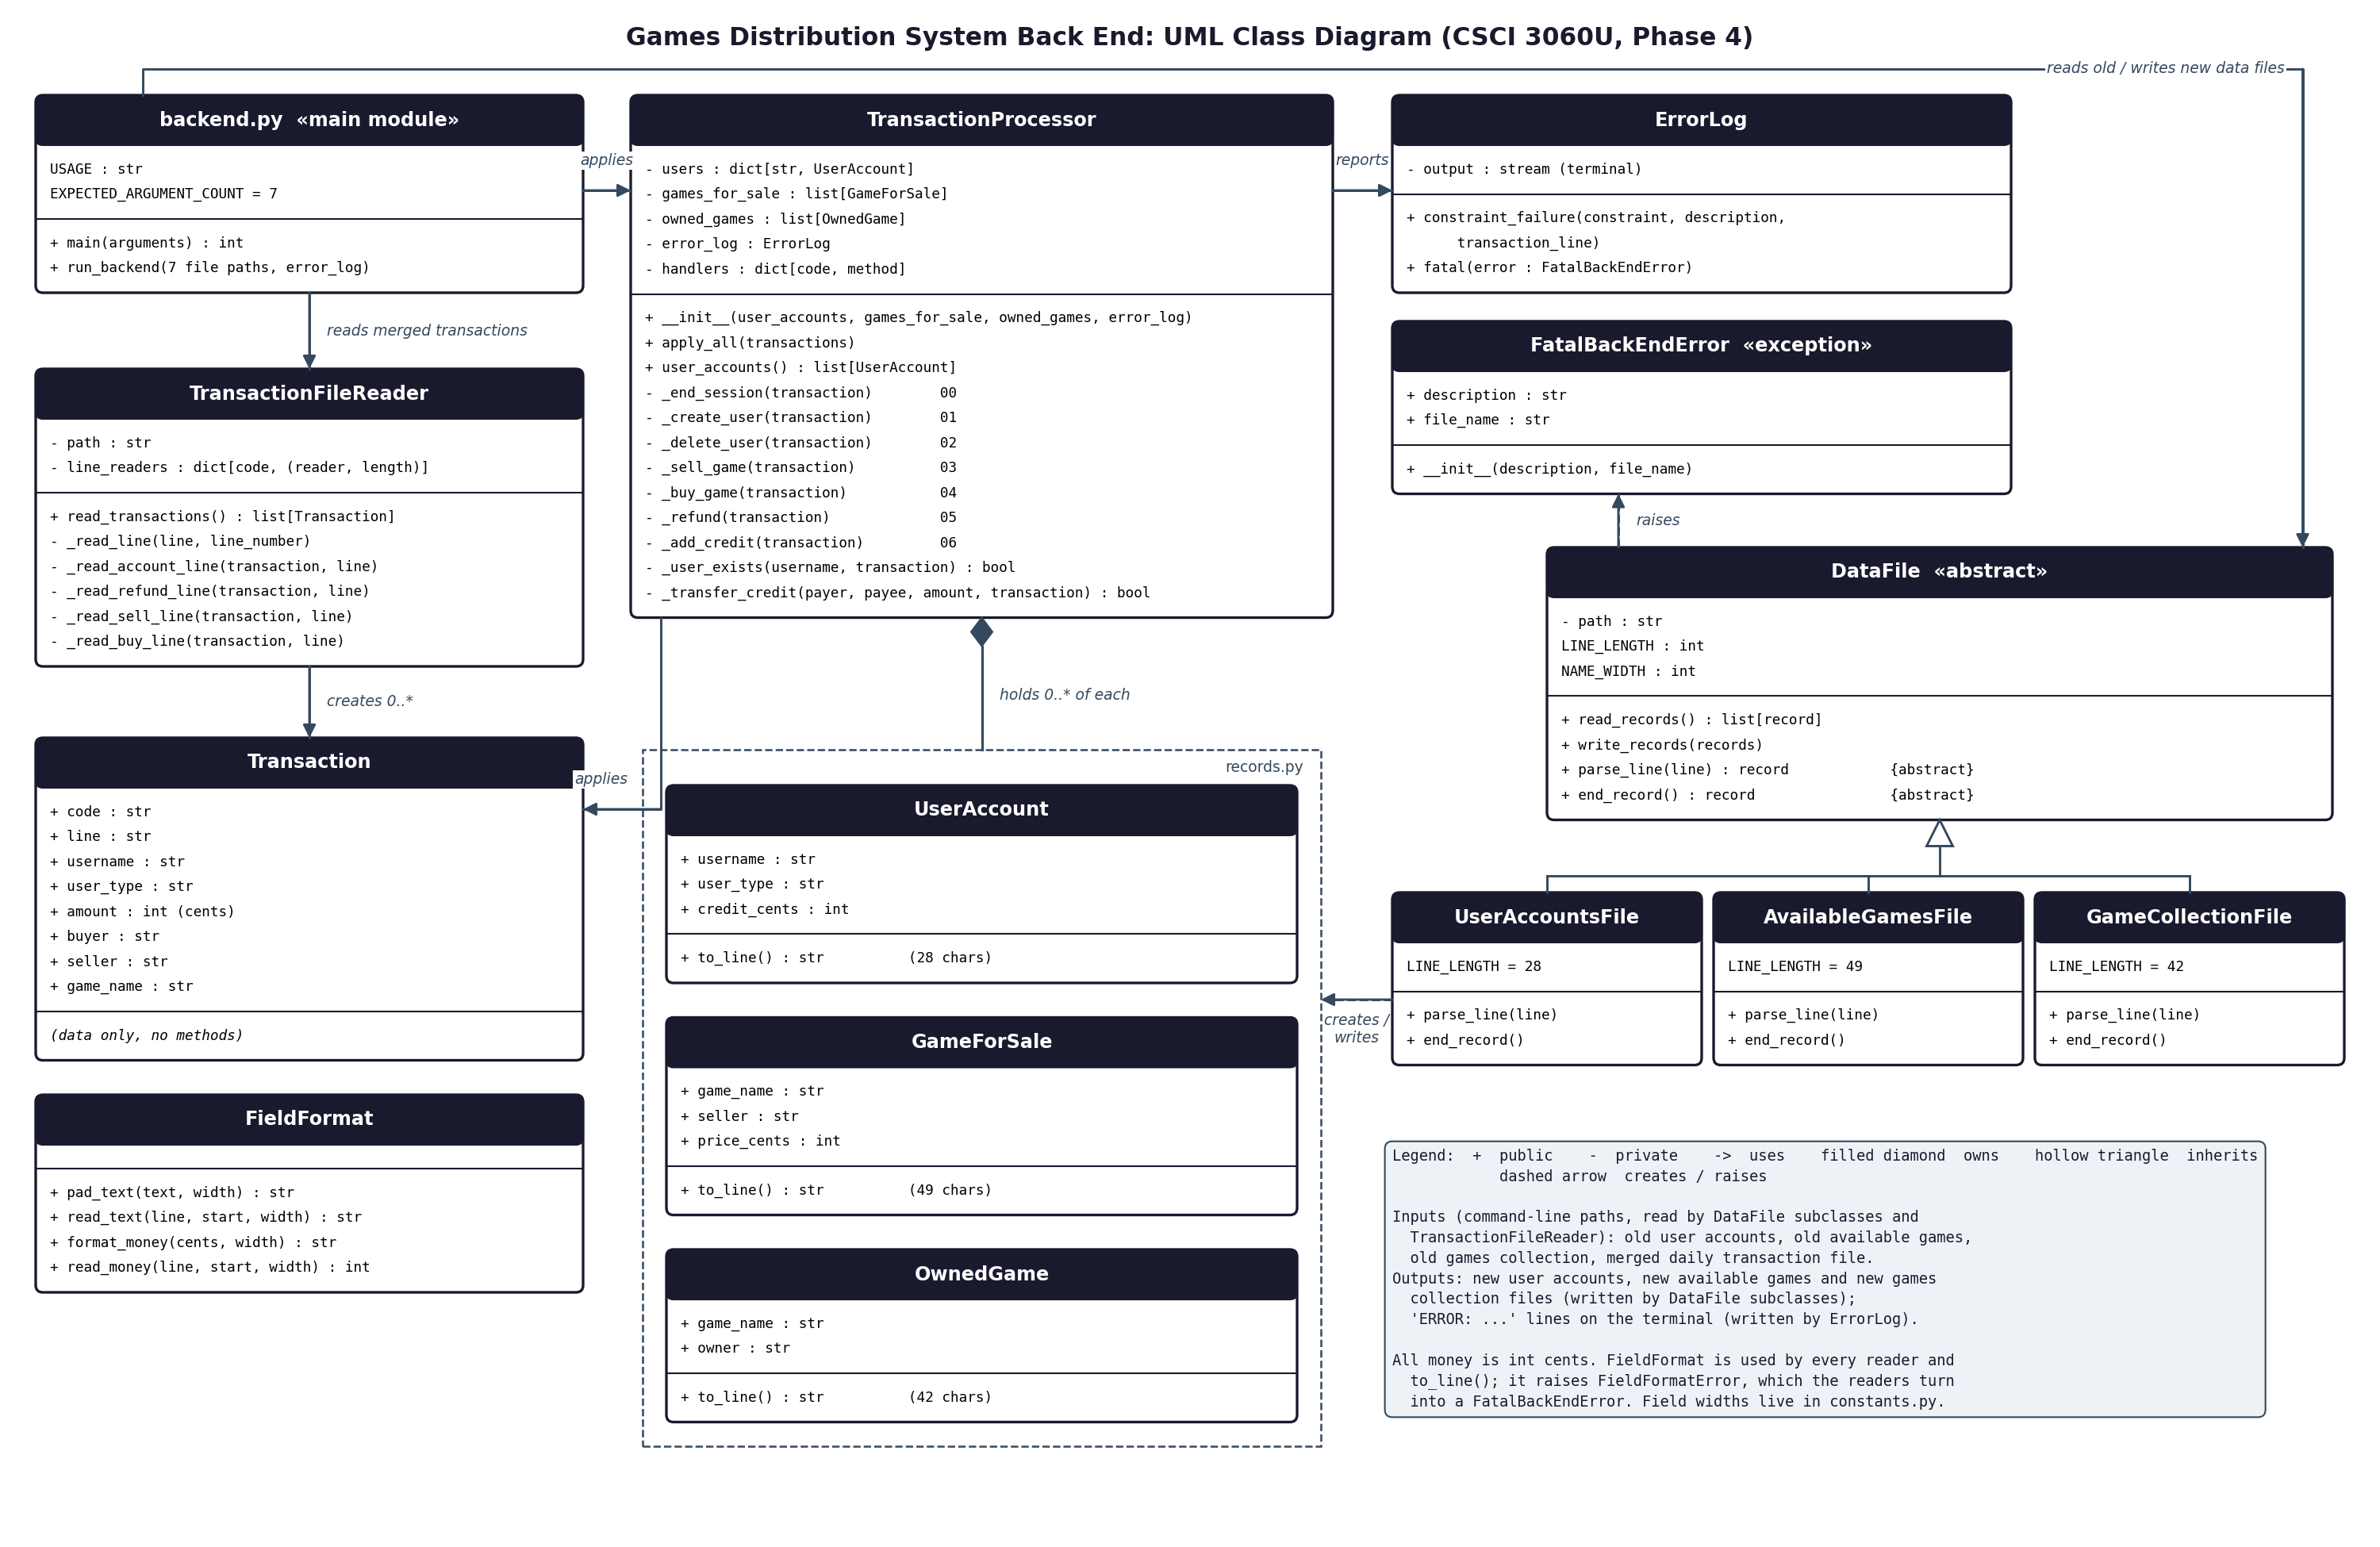 Games Distribution System Back End: UML Class Diagram (CSCI 3060U, Phase 4)
reads old / writes new data files
backend.py «main module»
USAGE : str
EXPECTED_ARGUMENT_COUNT = 7
+ main(arguments) : int
+ run_backend(7 file paths, error_log)
applies
reads merged transactions
TransactionFileReader
- path : str
- line_readers : dict[code, (reader, length)]
+ read_transactions() : list[Transaction]
- _read_line(line, line_number)
- _read_account_line(transaction, line)
- _read_refund_line(transaction, line)
- _read_sell_line(transaction, line)
- _read_buy_line(transaction, line)
creates 0..*
Transaction
+ code : str
+ line : str
+ username : str
+ user_type : str
+ amount : int (cents)
+ buyer : str
+ seller : str
+ game_name : str
(data only, no methods)
FieldFormat
+ pad_text(text, width) : str
+ read_text(line, start, width) : str
+ format_money(cents, width) : str
+ read_money(line, start, width) : int
TransactionProcessor
- users : dict[str, UserAccount]
- games_for_sale : list[GameForSale]
- owned_games : list[OwnedGame]
- error_log : ErrorLog
- handlers : dict[code, method]
+ __init__(user_accounts, games_for_sale, owned_games, error_log)
+ apply_all(transactions)
+ user_accounts() : list[UserAccount]
- _end_session(transaction) 00
- _create_user(transaction) 01
- _delete_user(transaction) 02
- _sell_game(transaction) 03
- _buy_game(transaction) 04
- _refund(transaction) 05
- _add_credit(transaction) 06
- _user_exists(username, transaction) : bool
- _transfer_credit(payer, payee, amount, transaction) : bool
reports
holds 0..* of each
applies
records.py
UserAccount
+ username : str
+ user_type : str
+ credit_cents : int
+ to_line() : str (28 chars)
GameForSale
+ game_name : str
+ seller : str
+ price_cents : int
+ to_line() : str (49 chars)
OwnedGame
+ game_name : str
+ owner : str
+ to_line() : str (42 chars)
ErrorLog
- output : stream (terminal)
+ constraint_failure(constraint, description,
transaction_line)
+ fatal(error : FatalBackEndError)
FatalBackEndError «exception»
+ description : str
+ file_name : str
+ __init__(description, file_name)
raises
DataFile «abstract»
- path : str
LINE_LENGTH : int
NAME_WIDTH : int
+ read_records() : list[record]
+ write_records(records)
+ parse_line(line) : record {abstract}
+ end_record() : record {abstract}
UserAccountsFile
LINE_LENGTH = 28
+ parse_line(line)
+ end_record()
AvailableGamesFile
LINE_LENGTH = 49
+ parse_line(line)
+ end_record()
GameCollectionFile
LINE_LENGTH = 42
+ parse_line(line)
+ end_record()
creates /
writes
Legend: + public - private -> uses filled diamond owns hollow triangle inherits
dashed arrow creates / raises
Inputs (command-line paths, read by DataFile subclasses and
TransactionFileReader): old user accounts, old available games,
old games collection, merged daily transaction file.
Outputs: new user accounts, new available games and new games
collection files (written by DataFile subclasses);
'ERROR: ...' lines on the terminal (written by ErrorLog).
All money is int cents. FieldFormat is used by every reader and
to_line(); it raises FieldFormatError, which the readers turn
into a FatalBackEndError. Field widths live in constants.py.